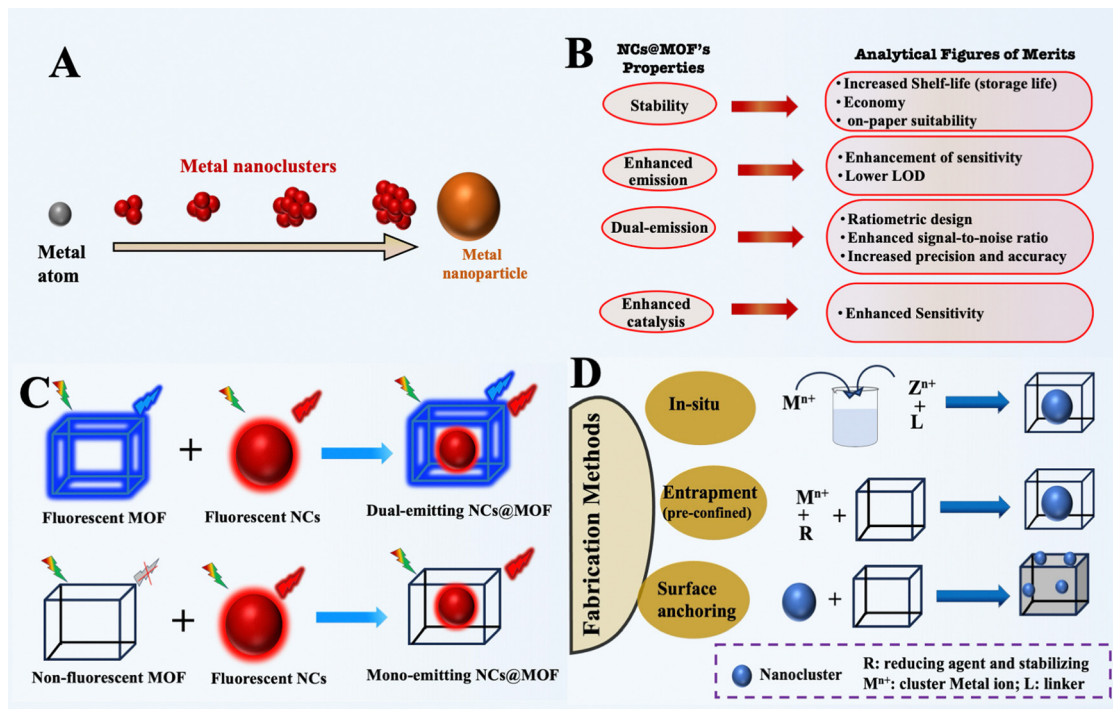 A
Metal nanoclusters
Metal
atom
Metal
nanoparticle
B
NCs@MOF's
Properties
Analytical Figures of Merits
Stability
• Increased Shelf-life (storage life)
• Economy
• on-paper suitability
Enhanced
emission
• Enhancement of sensitivity
• Lower LOD
Dual-emission
• Ratiometric design
• Enhanced signal-to-noise ratio
• Increased precision and accuracy
Enhanced
catalysis
• Enhanced Sensitivity
C
+
Fluorescent MOF
Fluorescent NCs
Dual-emitting NCs@MOF
+
Non-fluorescent MOF
Fluorescent NCs
Mono-emitting NCs@MOF
D
Fabrication Methods
In-situ
Mⁿ⁺
Zⁿ⁺
+
L
Entrapment
(pre-confined)
Mⁿ⁺
+
R
+
Surface
anchoring
+
Nanocluster
R: reducing agent and stabilizing
Mⁿ⁺: cluster Metal ion; L: linker